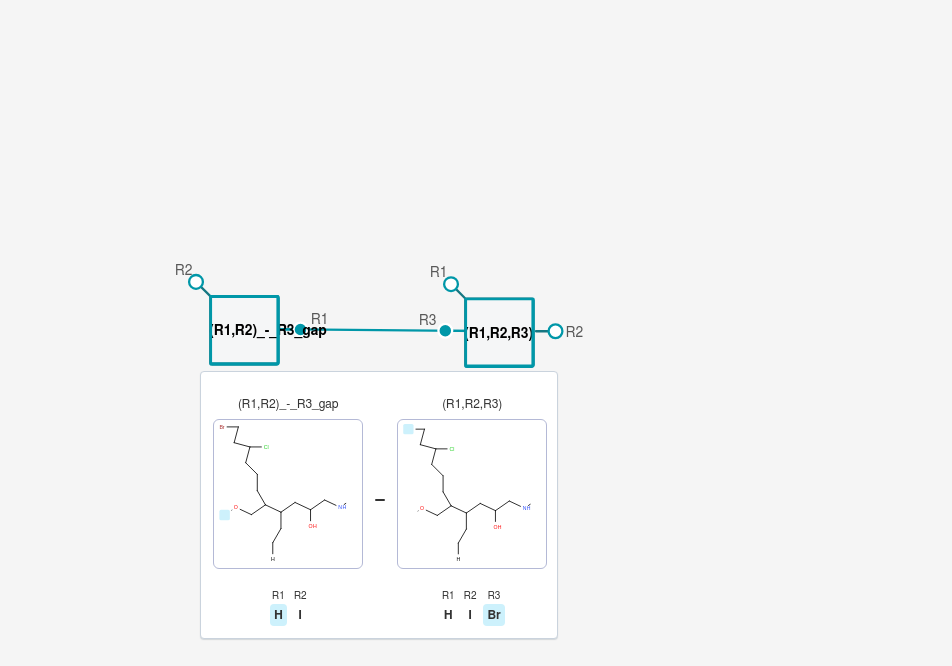 R2
R1
(R1,R2)_-_R3_gap
R1
R3
(R1,R2,R3)
R2
(R1,R2)_-_R3_gap
(R1,R2,R3)
Br
Cl
O
NH
OH
H
Cl
O
NH
OH
H
–
R1 R2
H I
R1 R2 R3
H I Br